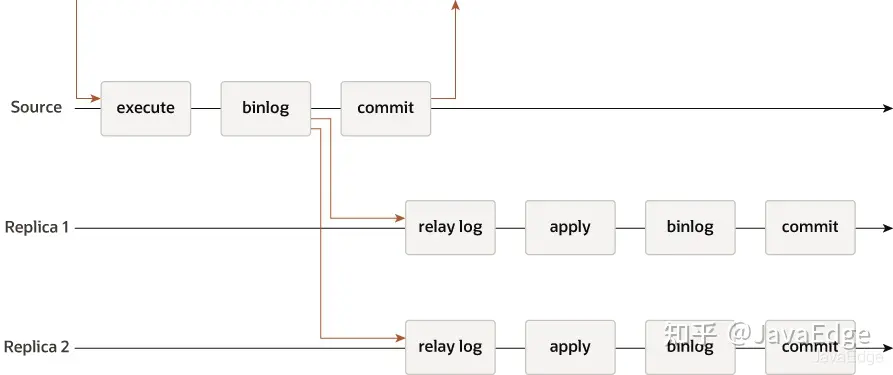 Source
execute
binlog
commit
Replica 1
relay log
apply
binlog
commit
Replica 2
relay log
apply
binlog
commit
知乎 @JavaEdge
JavaEdge